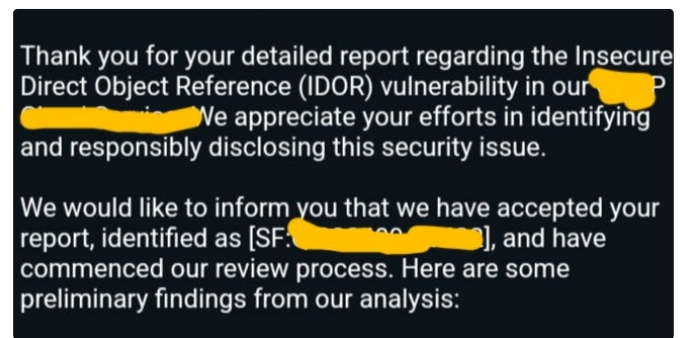 Thank you for your detailed report regarding the Insecure
Direct Object Reference (IDOR) vulnerability in our P
We appreciate your efforts in identifying
and responsibly disclosing this security issue.
We would like to inform you that we have accepted your
report, identified as [SF: ], and have
commenced our review process. Here are some
preliminary findings from our analysis: